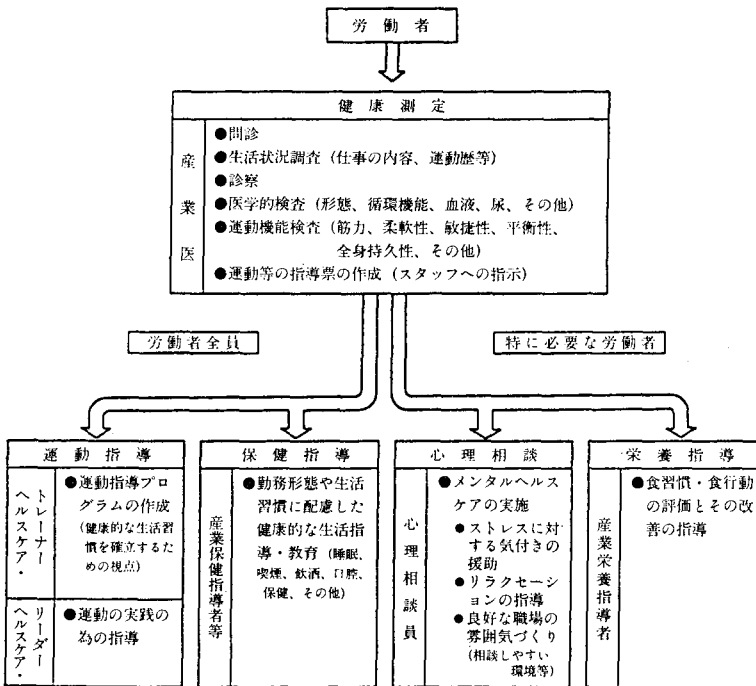 労働者
健康測定
産業医
●問診
●生活状況調査（仕事の内容、運動歴等）
●診察
●医学的検査（形態、循環機能、血液、尿、その他）
●運動機能検査（筋力、柔軟性、敏捷性、平衡性、
全身持久性、その他）
●運動等の指導票の作成（スタッフへの指示）
労働者全員
特に必要な労働者
運動指導
ヘルスケア・
トレーナー
●運動指導プロ
グラムの作成
（健康的な生活習
慣を確立するた
めの視点）
ヘルスケア・
リーダー
●運動の実践の
為の指導
保健指導
産業保健指導者等
●勤務形態や生活
習慣に配慮した
健康的な生活指
導・教育（睡眠、
喫煙、飲酒、口腔、
保健、その他）
心理相談
心理相談員
●メンタルヘルス
ケアの実施
●ストレスに対
する気付きの
援助
●リラクセーシ
ョンの指導
●良好な職場の
雰囲気づくり
（相談しやすい
環境等）
栄養指導
産業栄養指導者
●食習慣・食行動
の評価とその改
善の指導